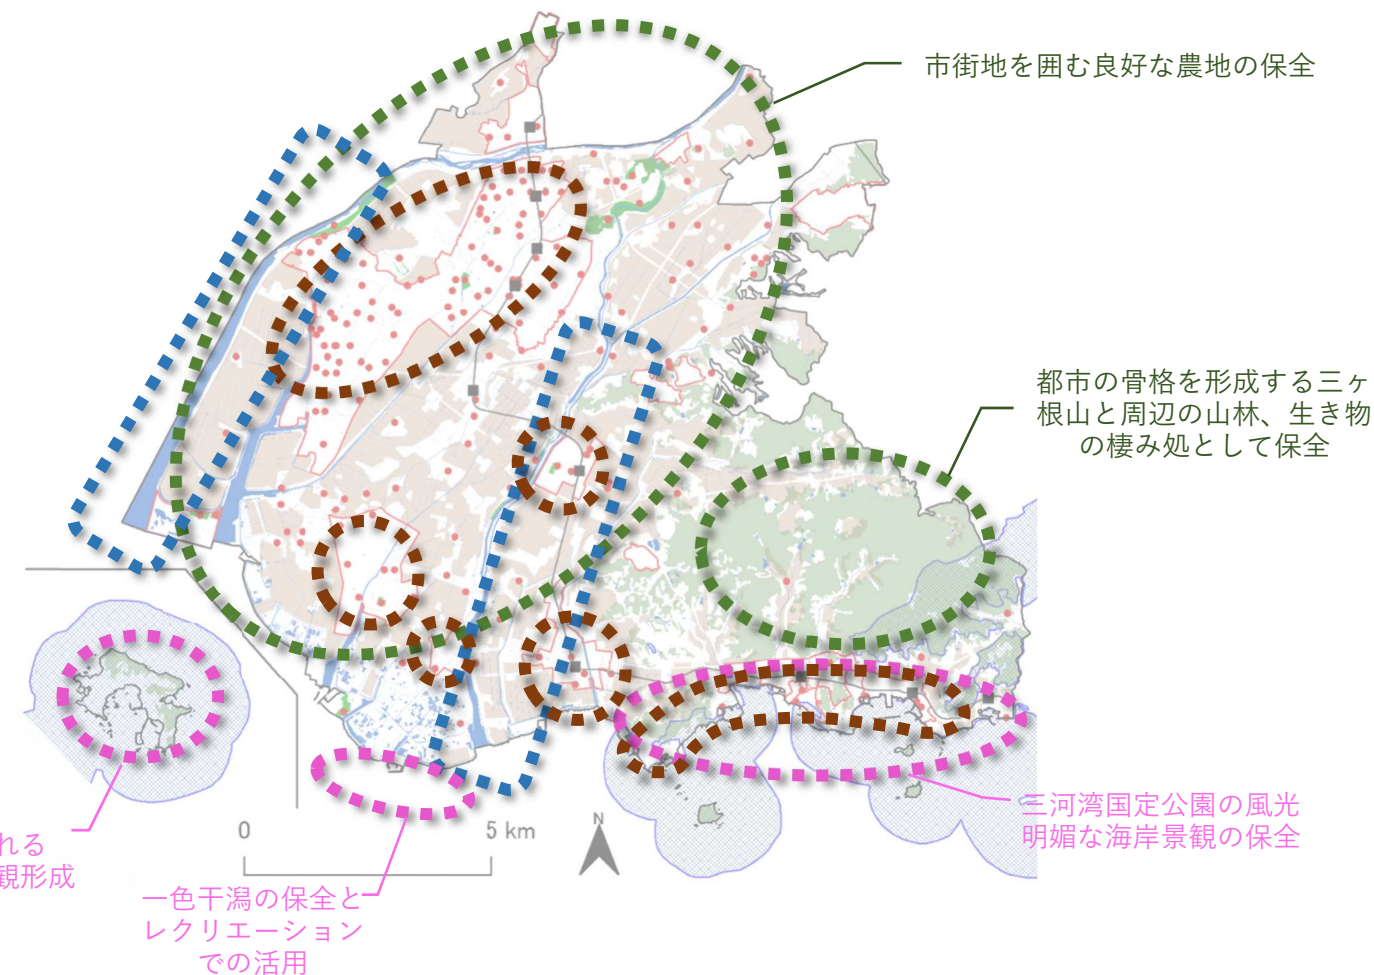 市街地を囲む良好な農地の保全
都市の骨格を形成する三ヶ
根山と周辺の山林、生き物
の棲み処として保全
三河湾国定公園の風光
明媚な海岸景観の保全
れる
観形成
0
5 km
N
一色干潟の保全と
レクリエーション
での活用